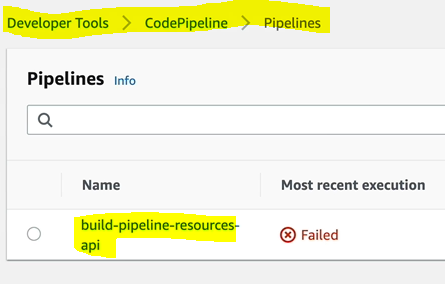 Developer Tools > CodePipeline > Pipelines
Pipelines Info
Name Most recent execution
build-pipeline-resources-
api
Failed